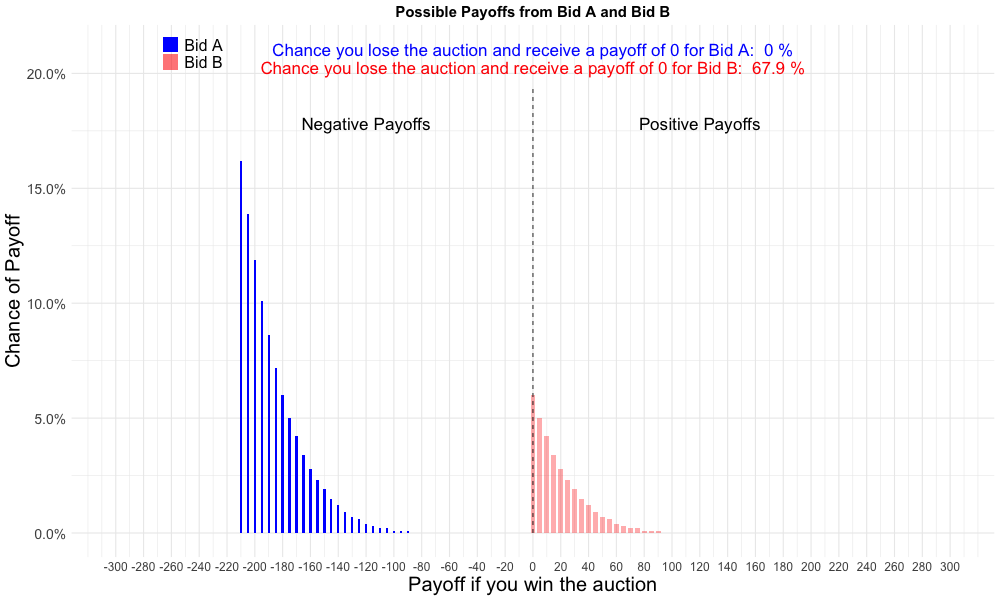 Possible Payoffs from Bid A and Bid B
Bid A
Bid B
Chance you lose the auction and receive a payoff of 0 for Bid A:  0 %
Chance you lose the auction and receive a payoff of 0 for Bid B:  67.9 %
Negative Payoffs
Positive Payoffs
Chance of Payoff
20.0%
15.0%
10.0%
5.0%
0.0%
-300 -280 -260 -240 -220 -200 -180 -160 -140 -120 -100 -80 -60 -40 -20 0 20 40 60 80 100 120 140 160 180 200 220 240 260 280 300
Payoff if you win the auction